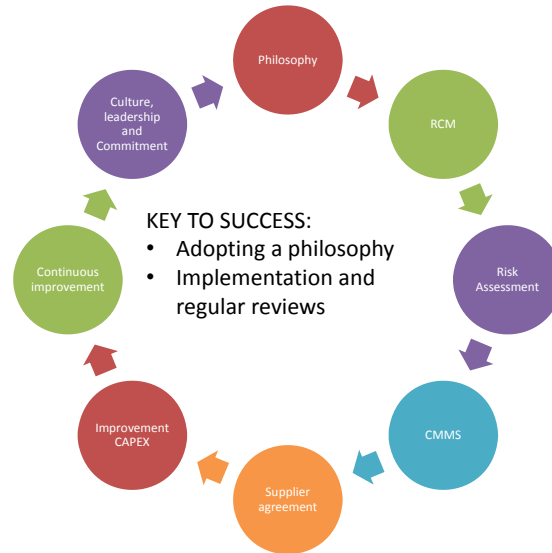 Philosophy
RCM
Risk
Assessment
CMMS
Supplier
agreement
Improvement
CAPEX
Continuous
improvement
Culture,
leadership
and
Commitment
KEY TO SUCCESS:
• Adopting a philosophy
• Implementation and
regular reviews